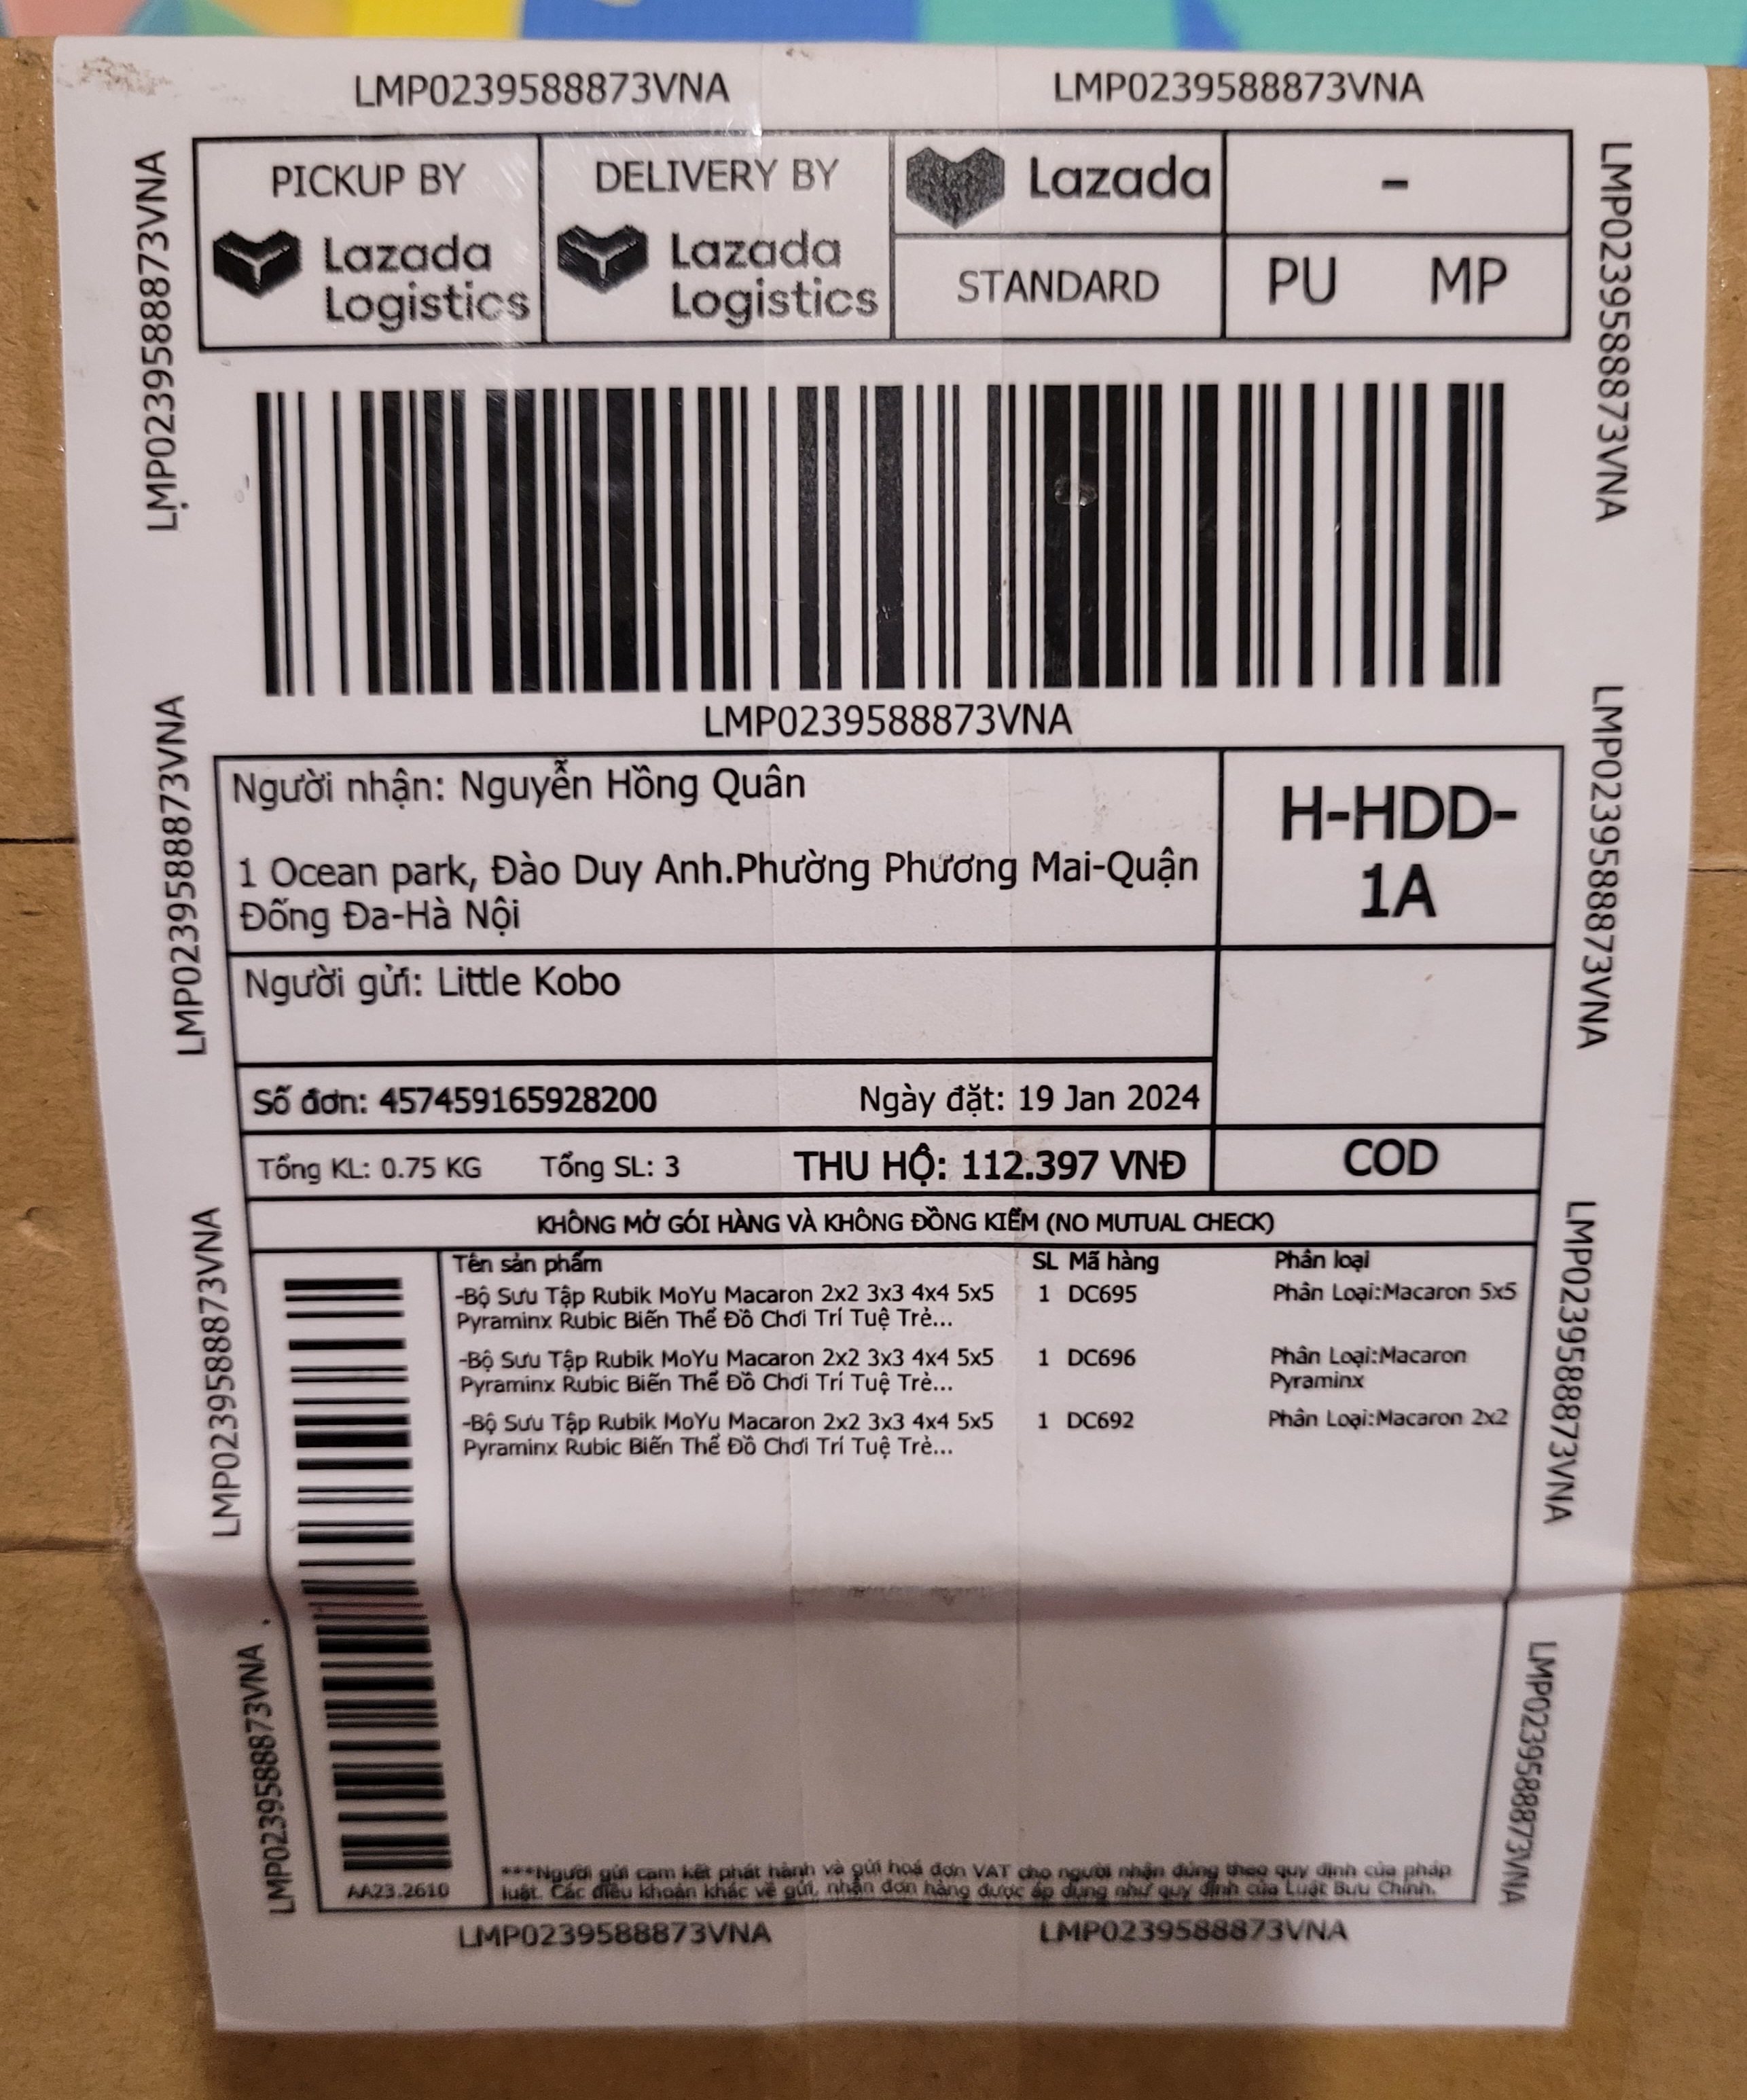 LMP0239588873VNA LMP0239588873VNA
PICKUP BY
Lazada
Logistics
DELIVERY BY
Lazada
Logistics
Lazada
-
STANDARD
PU MP
LMP0239588873VNA
LMP0239588873VNA
LMP0239588873VNA
Người nhận: Nguyễn Hồng Quân
1 Ocean park, Đào Duy Anh.Phường Phương Mai-Quận
Đống Đa-Hà Nội
H-HDD-
1A
LMP0239588873VNA
LMP0239588873VNA
Người gửi: Little Kobo
Số đơn: 457459165928200 Ngày đặt: 19 Jan 2024
Tổng KL: 0.75 KG Tổng SL: 3 THU HỘ: 112.397 VNĐ
COD
KHÔNG MỞ GÓI HÀNG VÀ KHÔNG ĐỒNG KIỂM (NO MUTUAL CHECK)
LMP0239588873VNA
LMP0239588873VNA
Tên sản phẩm SL Mã hàng Phân loại
-Bộ Sưu Tập Rubik MoYu Macaron 2x2 3x3 4x4 5x5 1 DC695 Phân Loại:Macaron 5x5
Pyraminx Rubic Biến Thể Đồ Chơi Trí Tuệ Trẻ...
-Bộ Sưu Tập Rubik MoYu Macaron 2x2 3x3 4x4 5x5 1 DC696 Phân Loại:Macaron
Pyraminx Rubic Biến Thể Đồ Chơi Trí Tuệ Trẻ... Pyraminx
-Bộ Sưu Tập Rubik MoYu Macaron 2x2 3x3 4x4 5x5 1 DC692 Phân Loại:Macaron 2x2
Pyraminx Rubic Biến Thể Đồ Chơi Trí Tuệ Trẻ...
LMP0239588873VNA
LMP0239588873VNA
AA23.2610
***Người gửi cam kết phát hành và gửi hoá đơn VAT cho người nhận đúng theo quy định của pháp
luật. Các điều khoản khác về gửi, nhận đơn hàng được áp dụng như quy định của Luật Bưu Chính.
LMP0239588873VNA LMP0239588873VNA